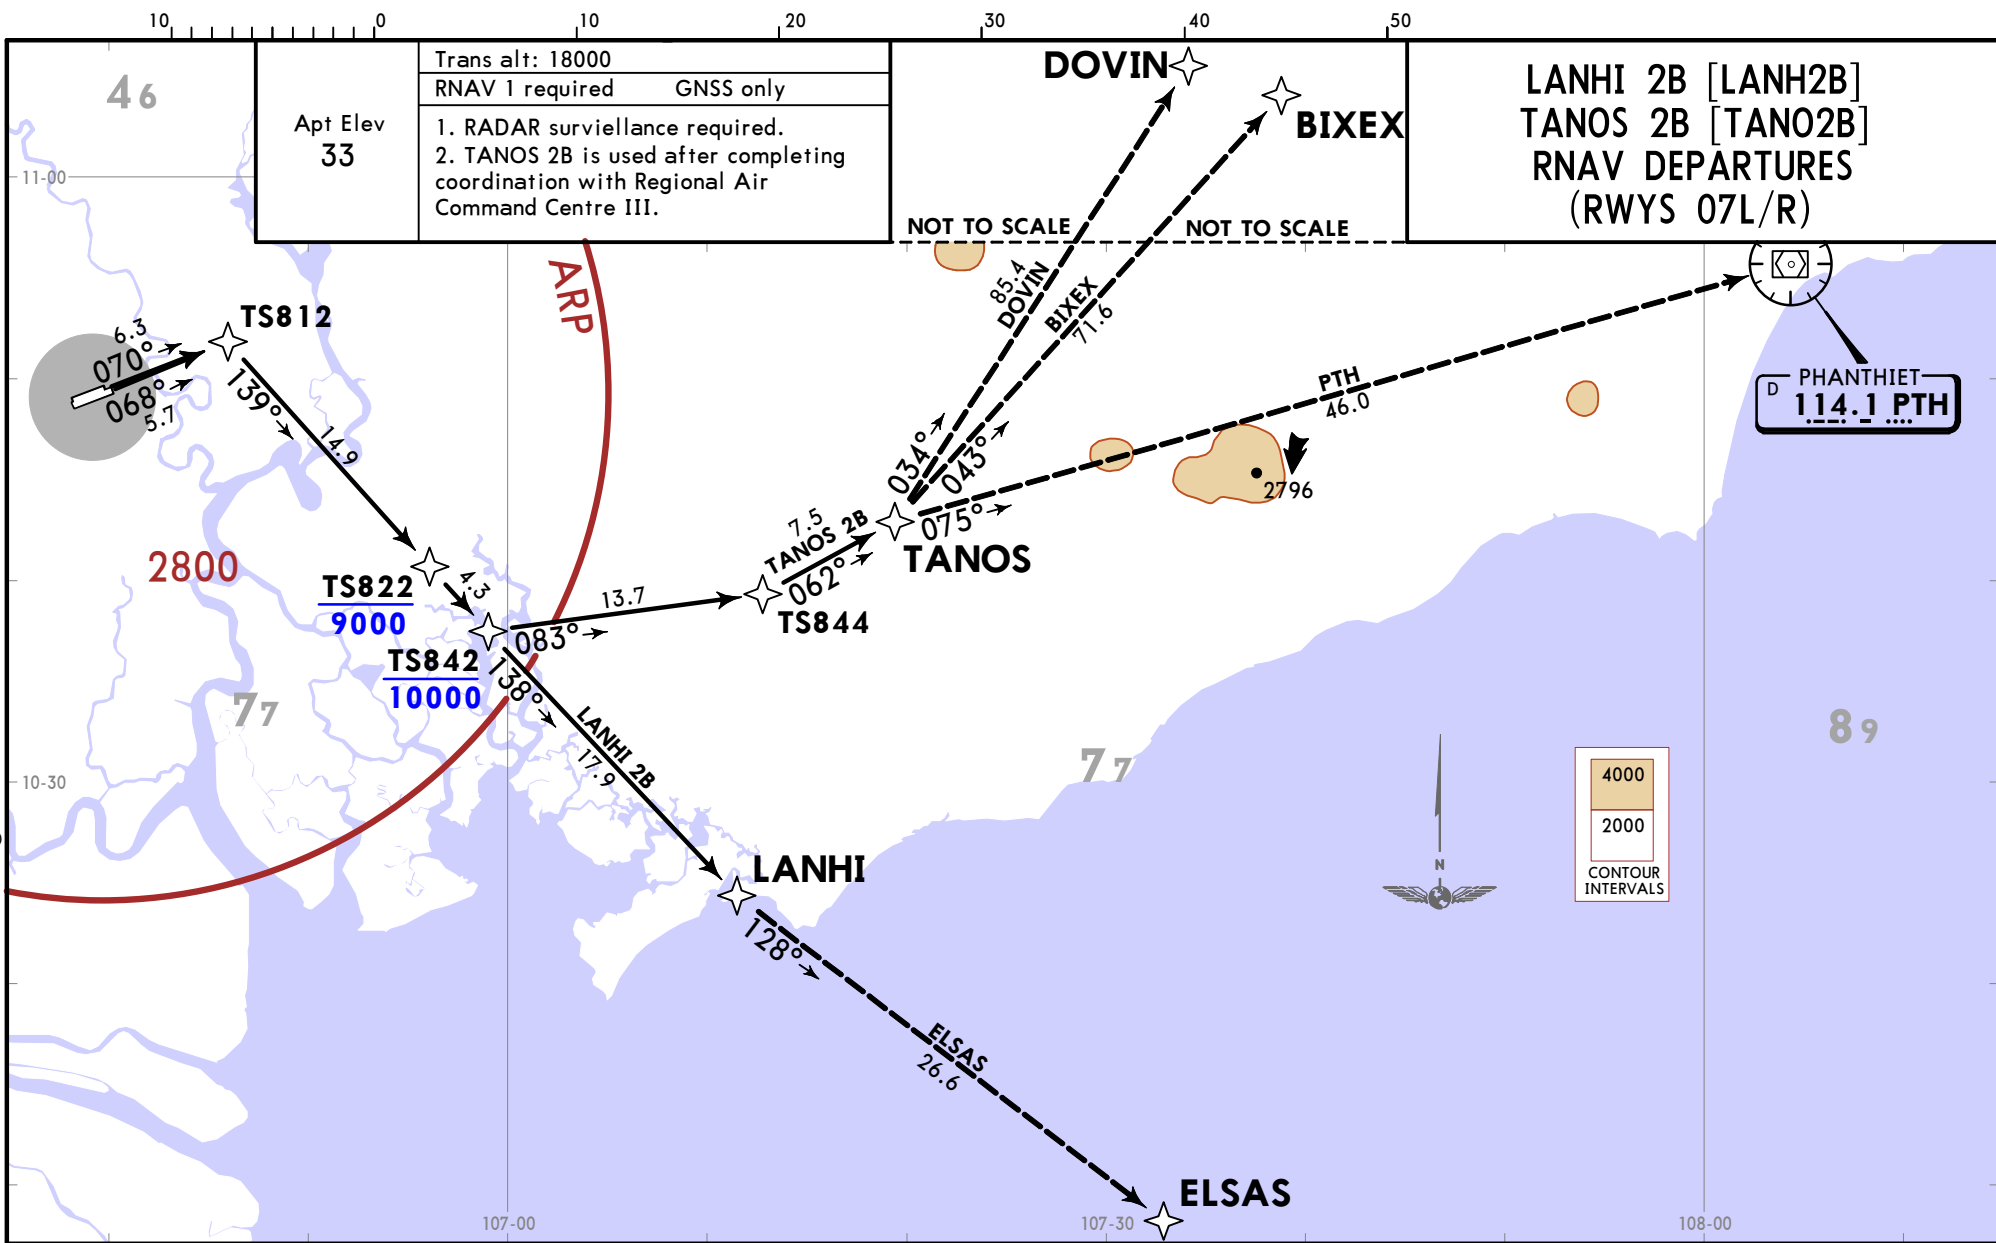 10 0 10 20 30 40 50
46
Apt Elev
33
Trans alt: 18000
RNAV 1 required GNSS only
1. RADAR surviellance required.
2. TANOS 2B is used after completing
coordination with Regional Air
Command Centre III.
DOVIN
BIXEX
NOT TO SCALE
NOT TO SCALE
LANHI 2B [LANH2B]
TANOS 2B [TANO2B]
RNAV DEPARTURES
(RWYS 07L/R)
11-00
ARP
85.4
DOVIN
BIXEX
71.6
TS812
6.3
070°
068°
5.7
139°
14.9
PTH
46.0
D PHANTHIET
114.1 PTH
034°
043°
075°
2796
7.5
TANOS 2B
062°
TANOS
2800
TS822
9000
4.3
13.7
083°
TS844
TS842
10000
138°
LANHI 2B
17.9
77
77
89
10-30
4000
2000
CONTOUR
INTERVALS
N
LANHI
128°
ELSAS
26.6
ELSAS
107-00
107-30
108-00